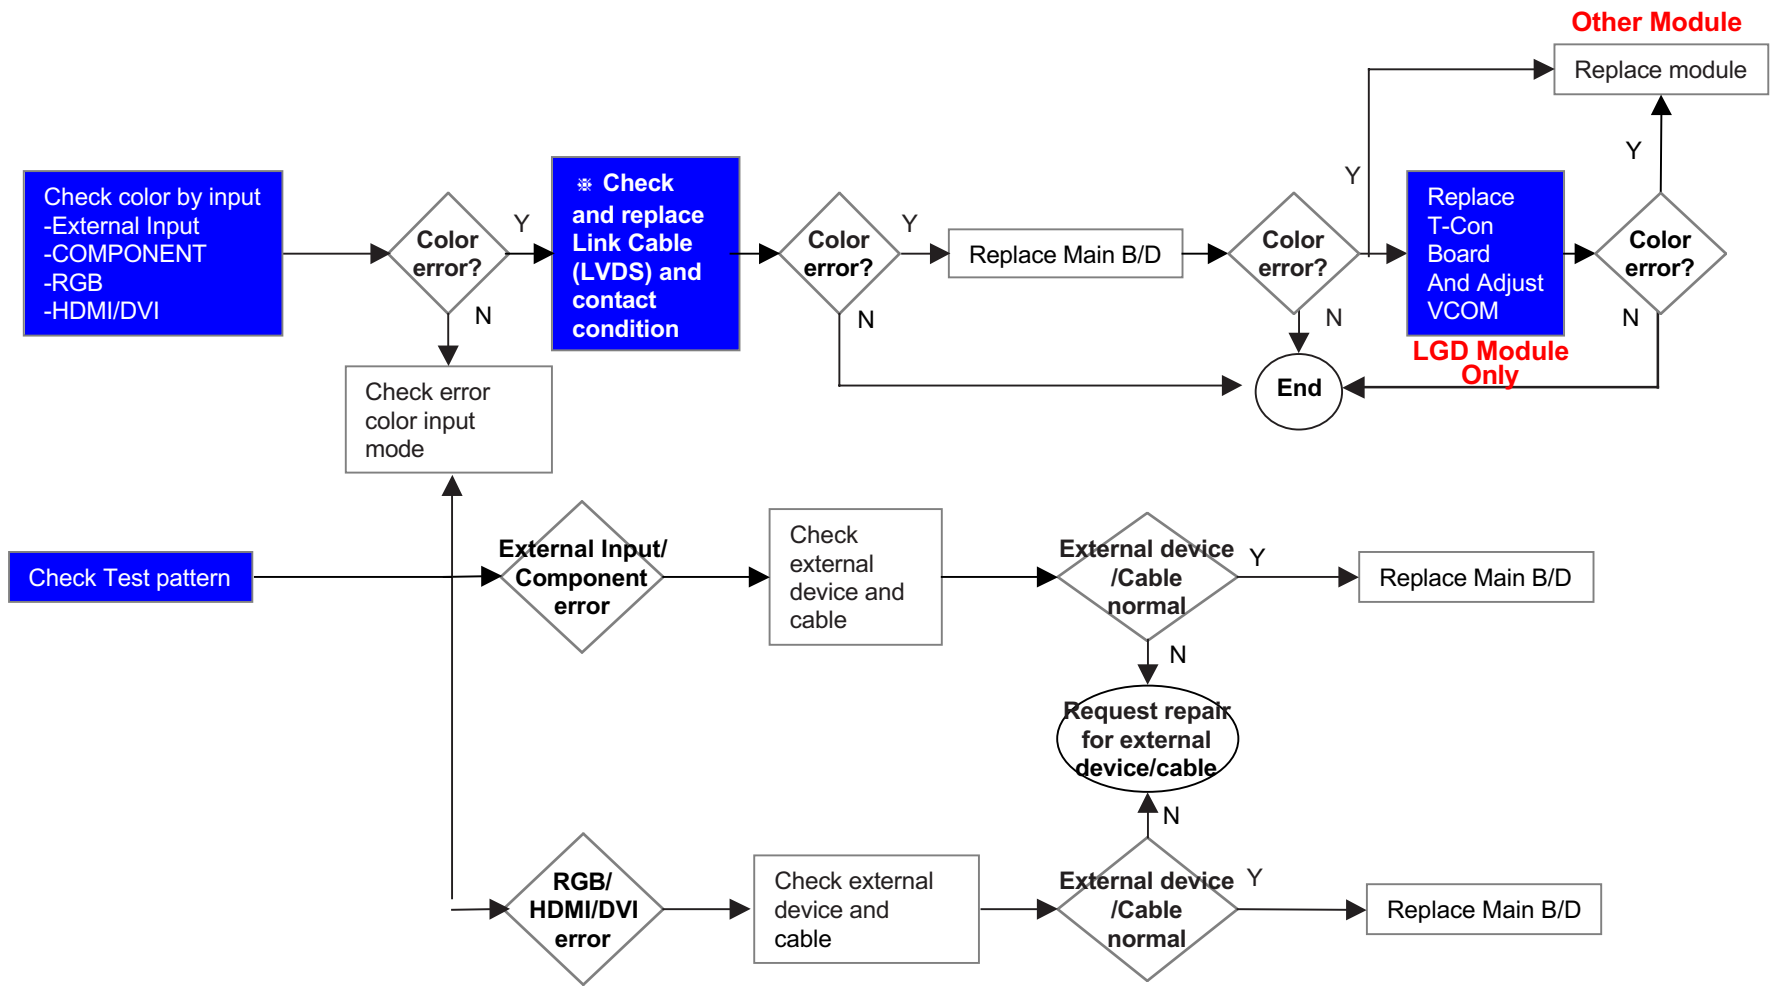 Other Module
Replace module
Check color by input
-External Input
-COMPONENT
-RGB
-HDMI/DVI
Color
error?
Y
N
※ Check
and replace
Link Cable
(LVDS) and
contact
condition
Color
error?
Y
N
Replace Main B/D
Color
error?
Y
N
Replace
T-Con
Board
And Adjust
VCOM
LGD Module
Only
Color
error?
Y
N
End
Check error
color input
mode
Check Test pattern
External Input/
Component
error
Check
external
device and
cable
External device
/Cable
normal
Y
N
Replace Main B/D
Request repair
for external
device/cable
N
RGB/
HDMI/DVI
error
Check external
device and
cable
External device
/Cable
normal
Y
Replace Main B/D